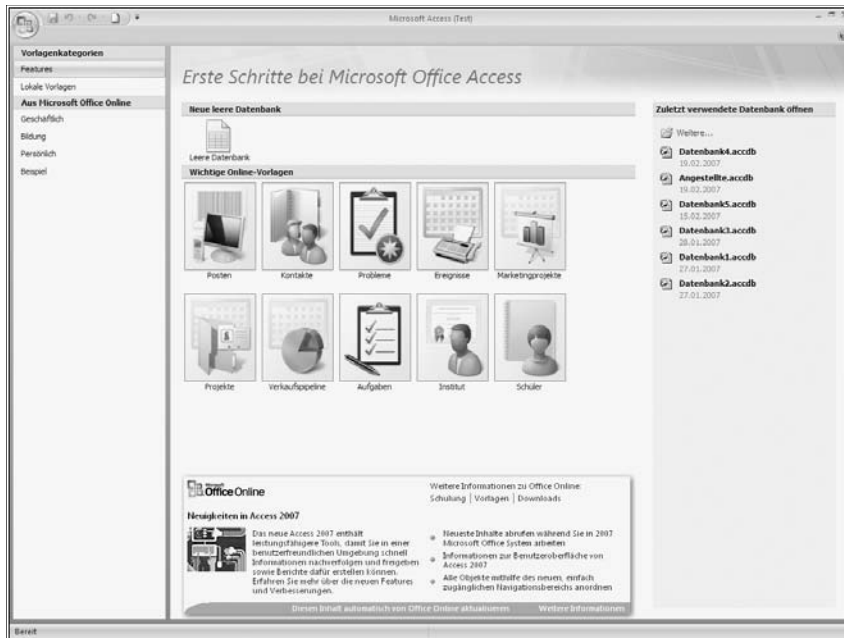 Microsoft Access (Test)
Vorlagenkategorien
Features
Lokale Vorlagen
Aus Microsoft Office Online
Geschäftlich
Bildung
Persönlich
Beispiel
Erste Schritte bei Microsoft Office Access
Neue leere Datenbank
Leere Datenbank
Wichtige Online-Vorlagen
Posten
Kontakte
Probleme
Ereignisse
Marketingprojekte
Projekte
Verkaufspipeline
Aufgaben
Institut
Schüler
Zuletzt verwendete Datenbank öffnen
Weitere...
Datenbank4.accdb
19.02.2007
Angestellte.accdb
19.02.2007
Datenbank5.accdb
15.02.2007
Datenbank3.accdb
28.01.2007
Datenbank1.accdb
27.01.2007
Datenbank2.accdb
27.01.2007
Microsoft
Office Online
Weitere Informationen zu Office Online:
Schulung | Vorlagen | Downloads
Neuigkeiten in Access 2007
Das neue Access 2007 enthält
leistungsfähigere Tools, damit Sie in einer
benutzerfreundlichen Umgebung schnell
Informationen nachverfolgen und freigeben
sowie Berichte dafür erstellen können.
Erfahren Sie mehr über die neuen Features
und Verbesserungen.
Neueste Inhalte abrufen während Sie in 2007
Microsoft Office System arbeiten
Informationen zur Benutzeroberfläche von
Access 2007
Alle Objekte mithilfe des neuen, einfach
zugänglichen Navigationsbereichs anordnen
Diesen Inhalt automatisch von Office Online aktualisieren
Weitere Informationen
Bereit